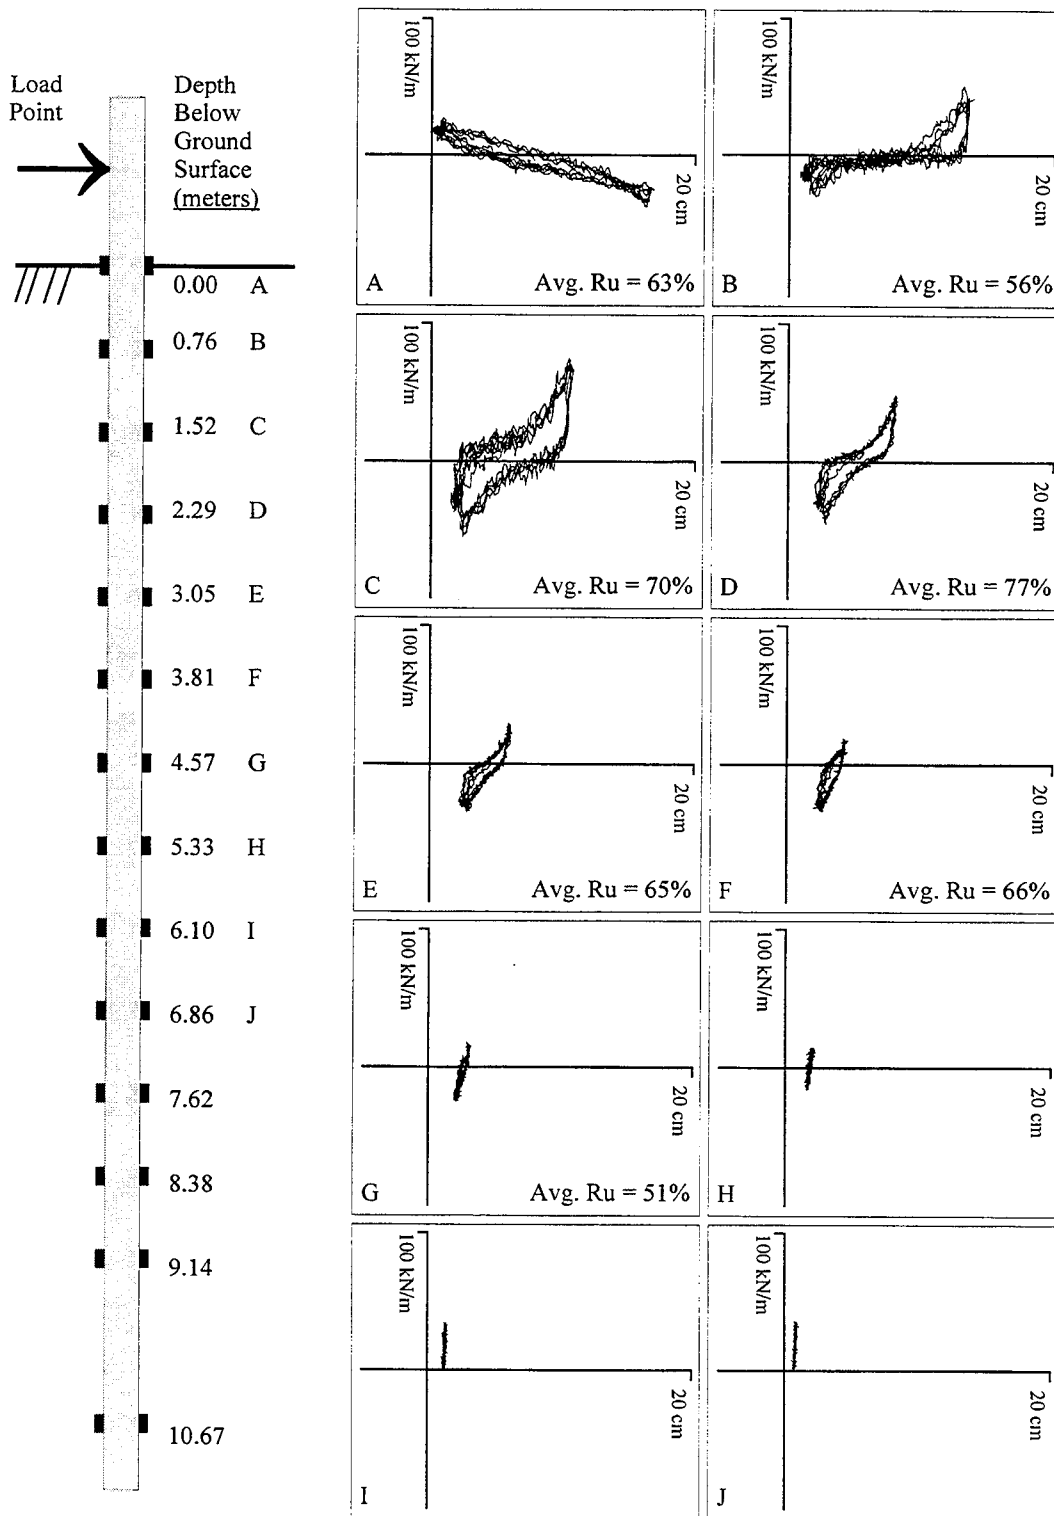 Load
Point
Depth
Below
Ground
Surface
(meters)
0.00 A
0.76 B
1.52 C
2.29 D
3.05 E
3.81 F
4.57 G
5.33 H
6.10 I
6.86 J
7.62
8.38
9.14
10.67
100 kN/m
20 cm
A Avg. Ru = 63%
100 kN/m
20 cm
B Avg. Ru = 56%
100 kN/m
20 cm
C Avg. Ru = 70%
100 kN/m
20 cm
D Avg. Ru = 77%
100 kN/m
20 cm
E Avg. Ru = 65%
100 kN/m
20 cm
F Avg. Ru = 66%
100 kN/m
20 cm
G Avg. Ru = 51%
100 kN/m
20 cm
H
100 kN/m
20 cm
I
100 kN/m
20 cm
J